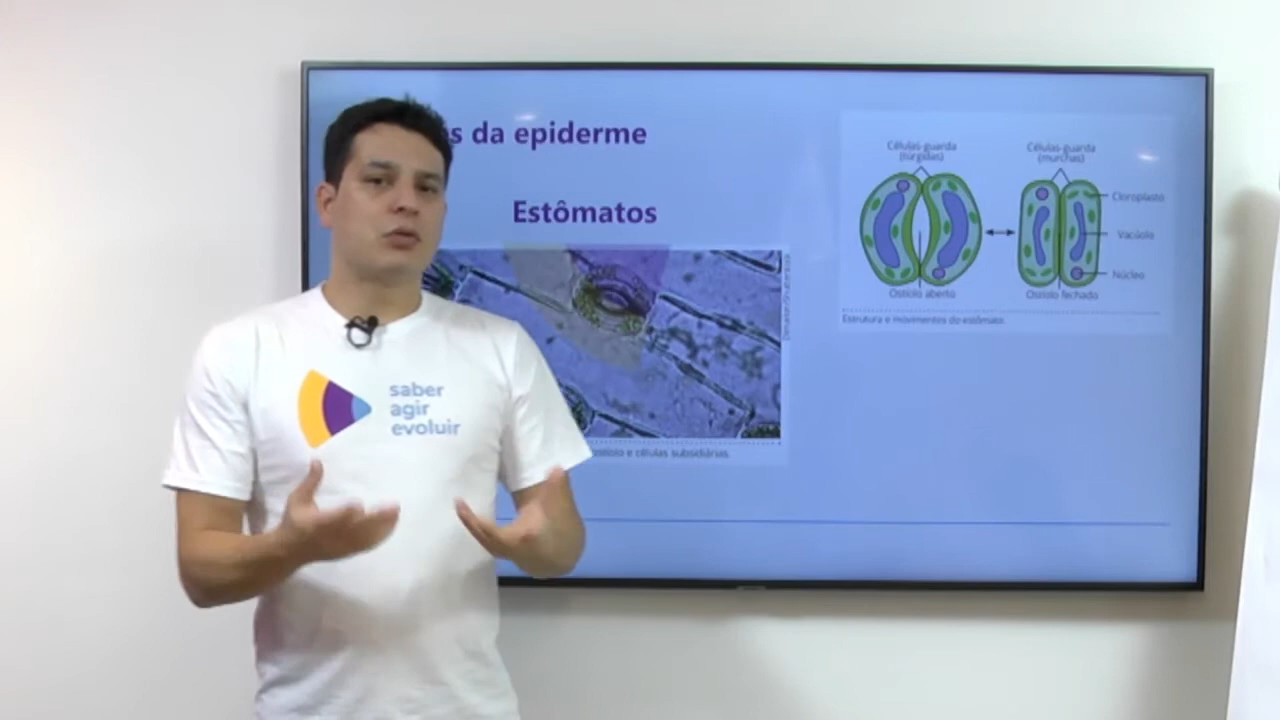 da epiderme
Estômatos
Células-guarda
(túrgidas)
Células-guarda
(murchas)
Cloroplasto
Vacúolo
Núcleo
Ostíolo aberto
Ostíolo fechado
Estrutura e movimentos do estômato.
e células subsidiárias.
saber
agir
evoluir